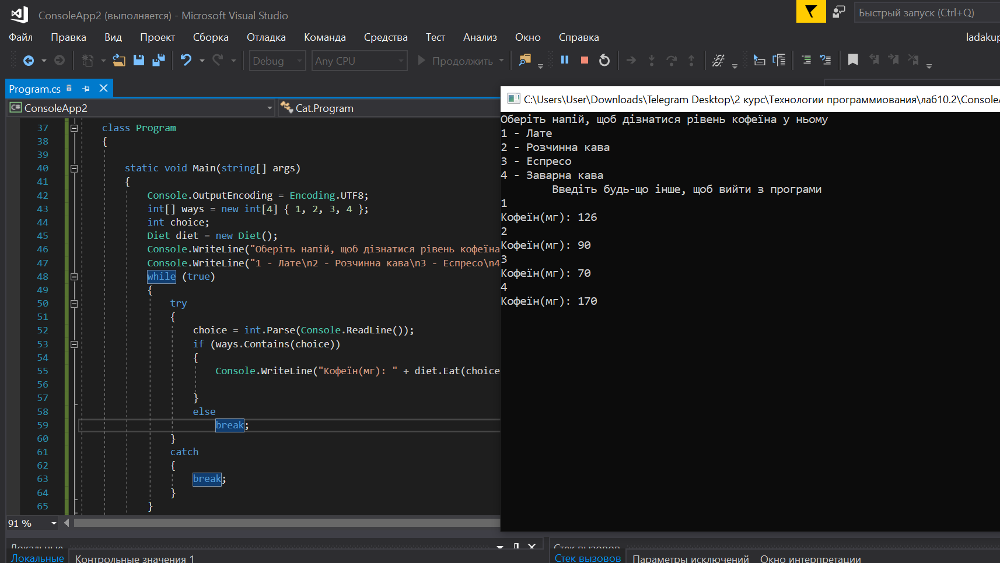 ConsoleApp2 (выполняется) - Microsoft Visual Studio
Быстрый запуск (Ctrl+Q)
Файл Правка Вид Проект Сборка Отладка Команда Средства Тест Анализ Окно Справка
ladakup
Debug Any CPU Продолжить
Program.cs
C# ConsoleApp2
Cat.Program
37 class Program
38 {
39
40 static void Main(string[] args)
41 {
42 Console.OutputEncoding = Encoding.UTF8;
43 int[] ways = new int[4] { 1, 2, 3, 4 };
44 int choice;
45 Diet diet = new Diet();
46 Console.WriteLine("Оберіть напій, щоб дізнатися рівень кофеїна
47 Console.WriteLine("1 - Лате\n2 - Розчинна кава\n3 - Еспресо\n4
48 while (true)
49 {
50 try
51 {
52 choice = int.Parse(Console.ReadLine());
53 if (ways.Contains(choice))
54 {
55 Console.WriteLine("Кофеїн(мг): " + diet.Eat(choice
56
57 }
58 else
59 break;
60 }
61 catch
62 {
63 break;
64 }
65 }
91 %
C:\Users\User\Downloads\Telegram Desktop\2 курс\Технологии программиования\лаб10.2\ConsoleA
Оберіть напій, щоб дізнатися рівень кофеїна у ньому
1 - Лате
2 - Розчинна кава
3 - Еспресо
4 - Заварна кава
Введіть будь-що інше, щоб вийти з програми
1
Кофеїн(мг): 126
2
Кофеїн(мг): 90
3
Кофеїн(мг): 70
4
Кофеїн(мг): 170
Локальные
Стек вызовов
Локальные Контрольные значения 1
Стек вызовов Параметры исключений Окно интерпретации